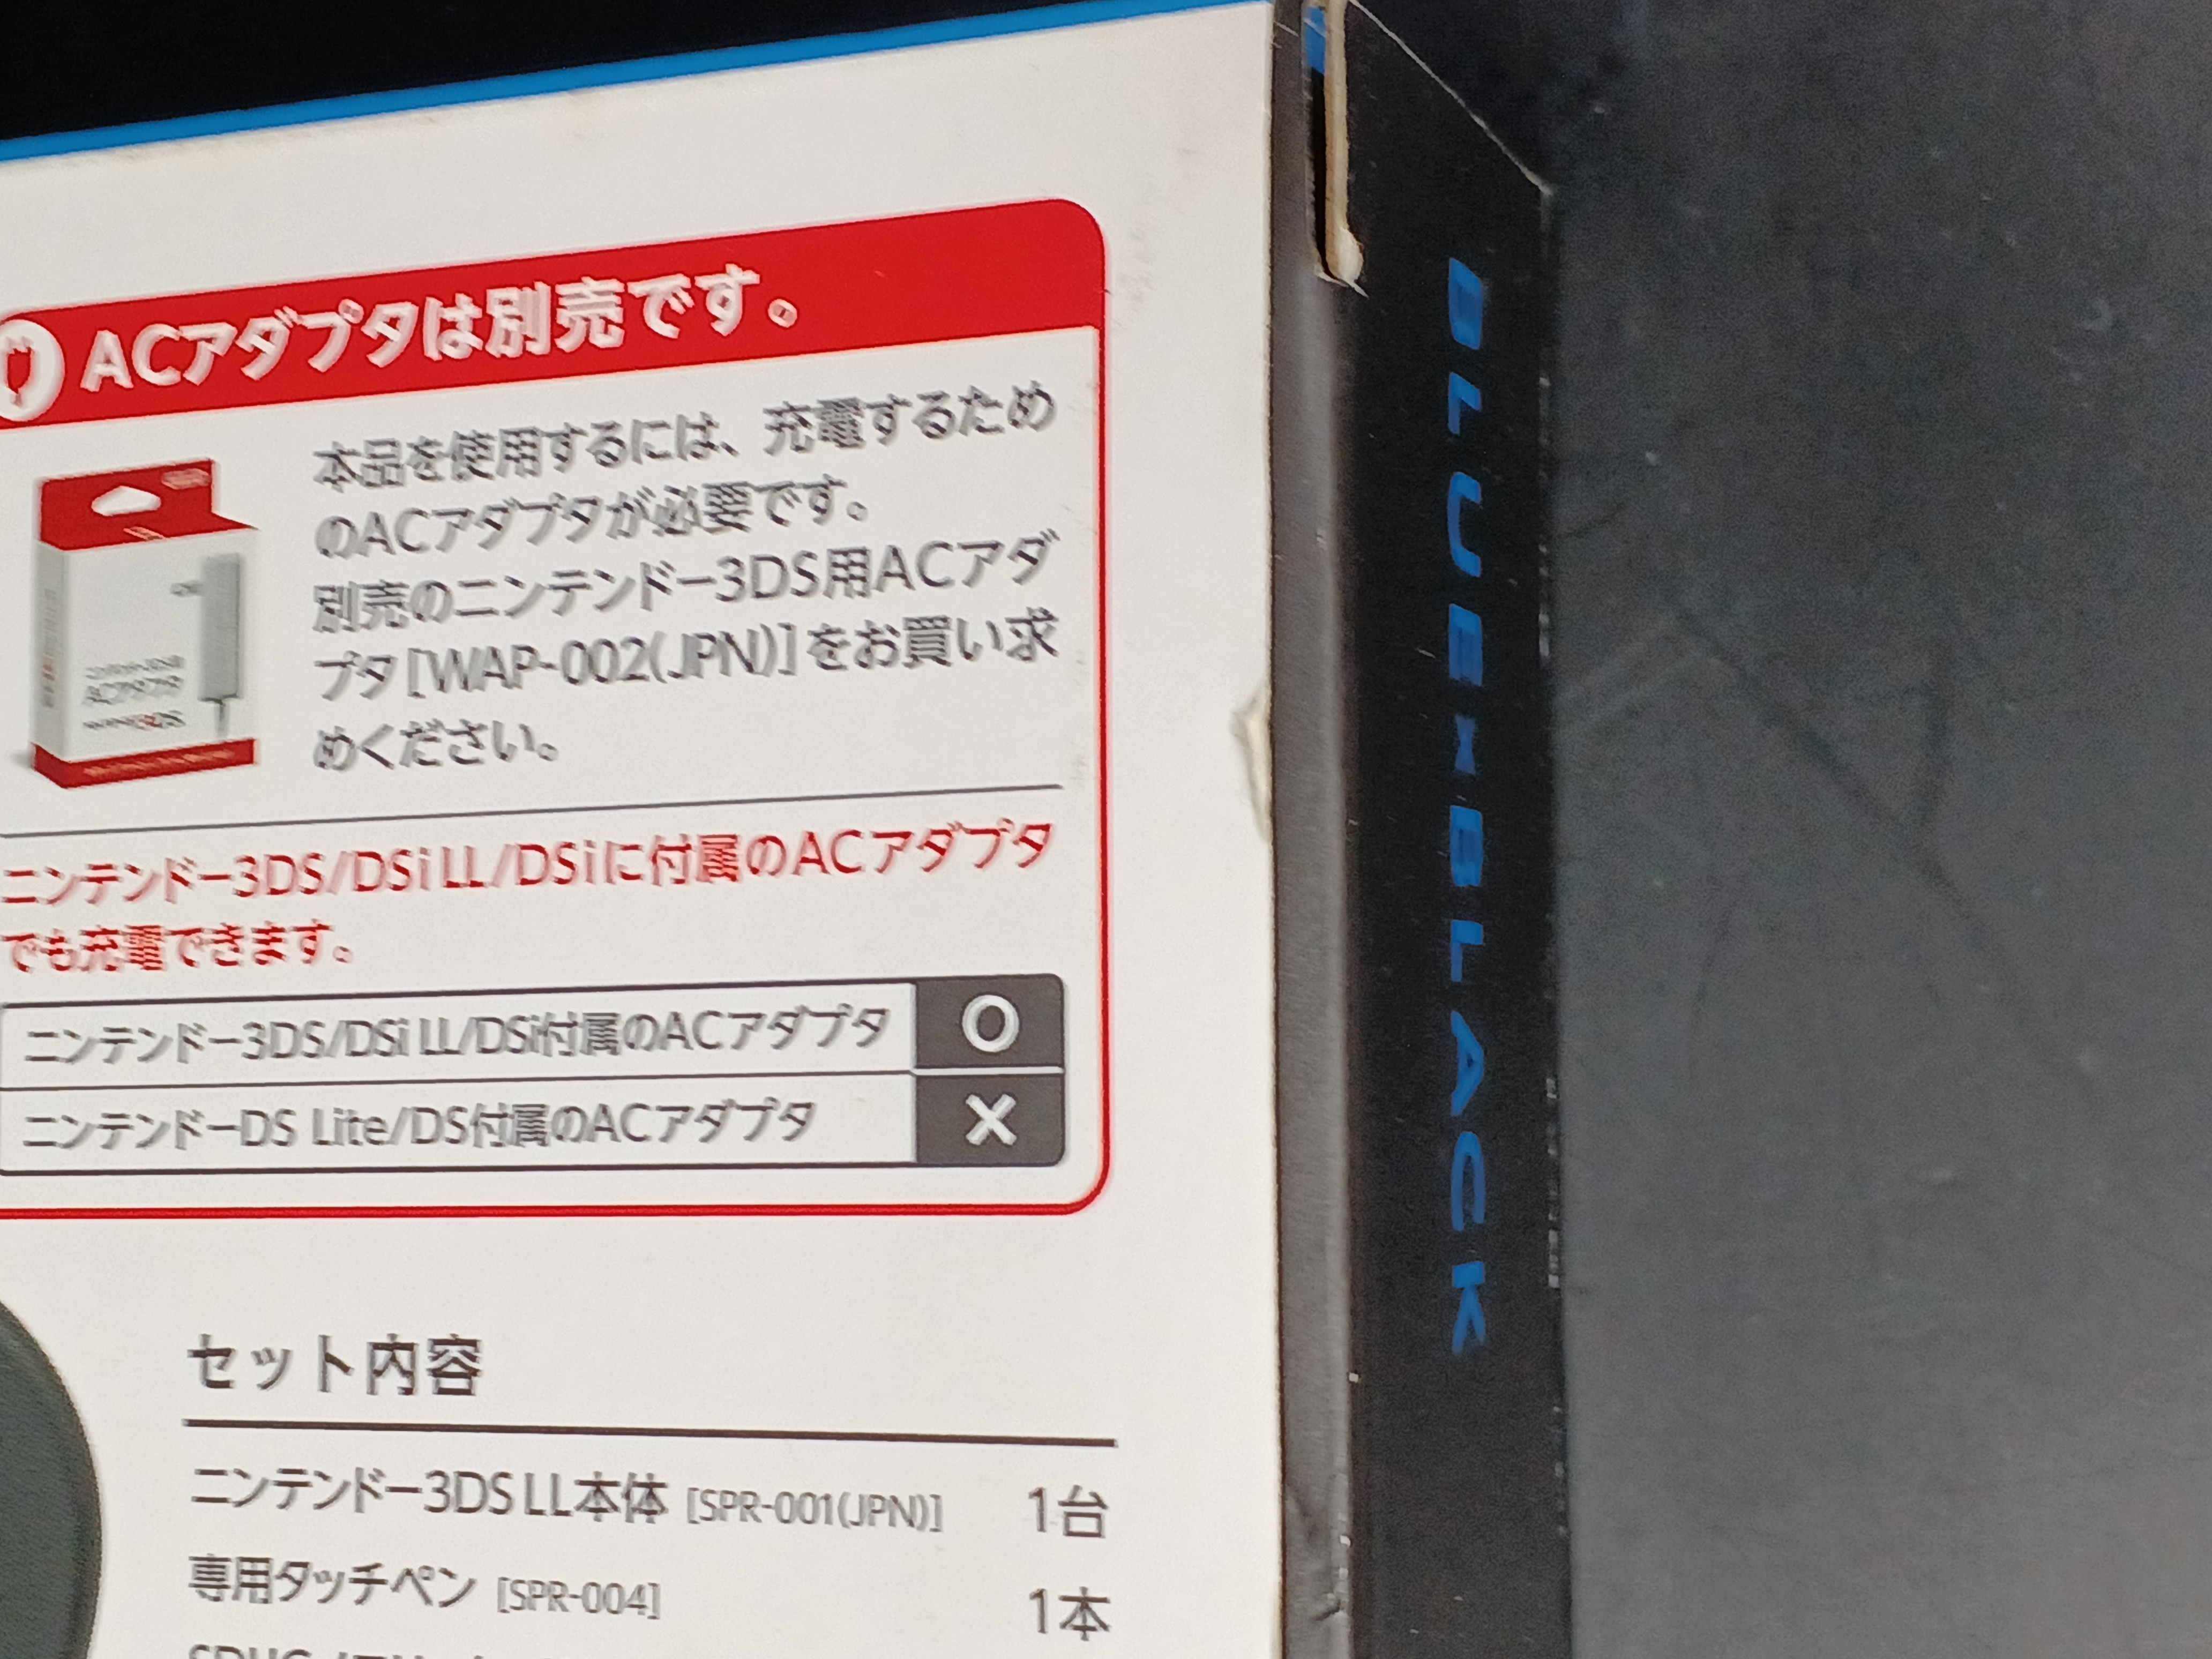 ACアダプタは別売です。
本品を使用するには、充電するため
のACアダプタが必要です。
別売のニンテンドー3DS用ACアダ
プタ[WAP-002(JPN)]をお買い求
めください。
ACアダプタ
ニンテンドー3DS/DSi LL/DSiに付属のACアダプタ
でも充電できます。
ニンテンドー3DS/DSi LL/DSi付属のACアダプタ O
ニンテンドーDS Lite/DS付属のACアダプタ X
セット内容
ニンテンドー3DS LL本体 [SPR-001(JPN)] 1台
専用タッチペン [SPR-004] 1本
BLUE×BLACK